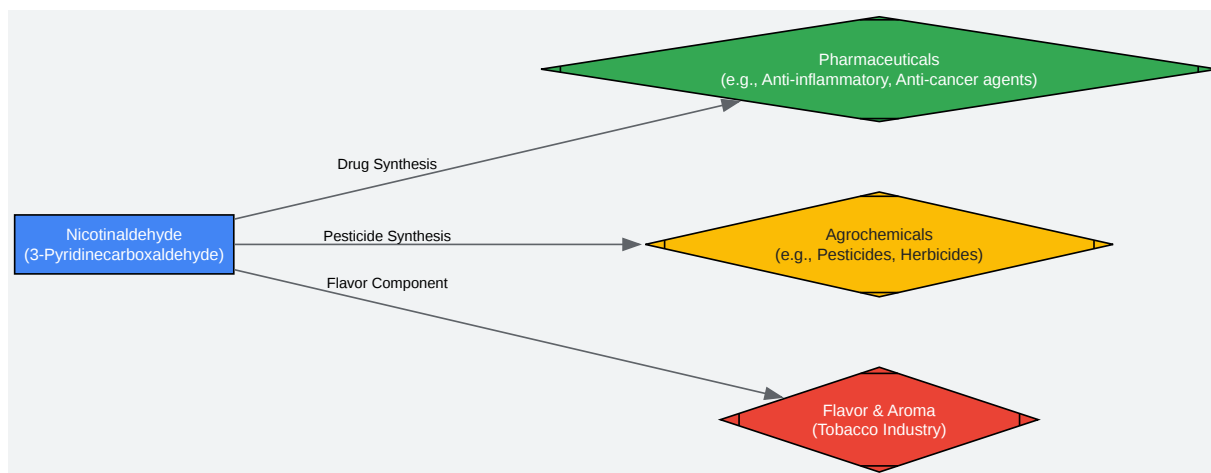 Pharmaceuticals
(e.g., Anti-inflammatory, Anti-cancer agents)
Drug Synthesis
Nicotinaldehyde
(3-Pyridinecarboxaldehyde)
Pesticide Synthesis
Agrochemicals
(e.g., Pesticides, Herbicides)
Flavor Component
Flavor & Aroma
(Tobacco Industry)